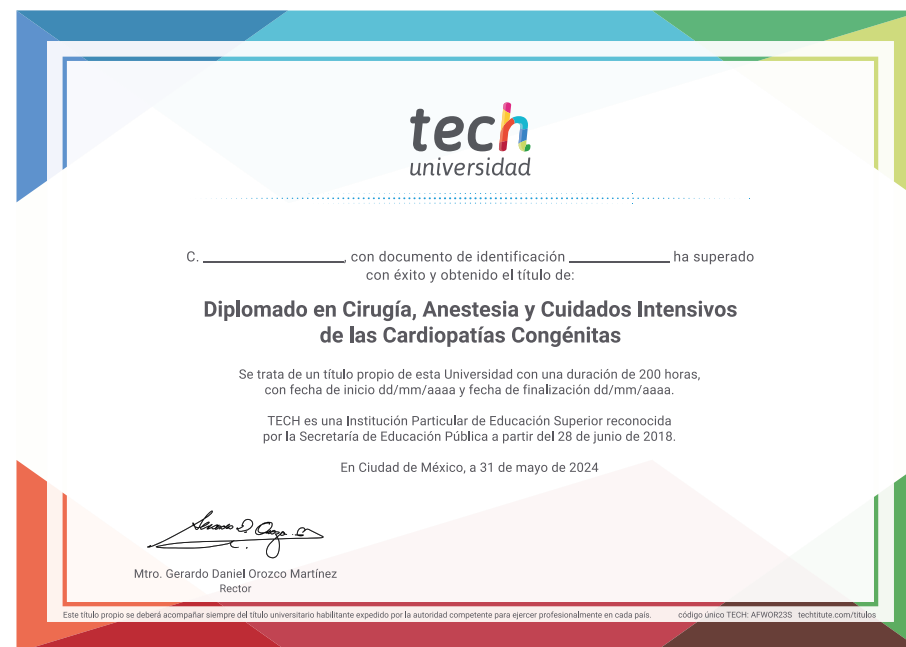 tech
universidad
C. ____________, con documento de identificación ____________ ha superado
con éxito y obtenido el título de:
Diplomado en Cirugía, Anestesia y Cuidados Intensivos
de las Cardiopatías Congénitas
Se trata de un título propio de esta Universidad con una duración de 200 horas,
con fecha de inicio dd/mm/aaaa y fecha de finalización dd/mm/aaaa.
TECH es una Institución Particular de Educación Superior reconocida
por la Secretaría de Educación Pública a partir del 28 de junio de 2018.
En Ciudad de México, a 31 de mayo de 2024
Mtro. Gerardo Daniel Orozco Martínez
Rector
Este título propio se deberá acompañar siempre del título universitario habilitante expedido por la autoridad competente para ejercer profesionalmente en cada país. código único TECH: AFWOR23S techtitute.com/titulos